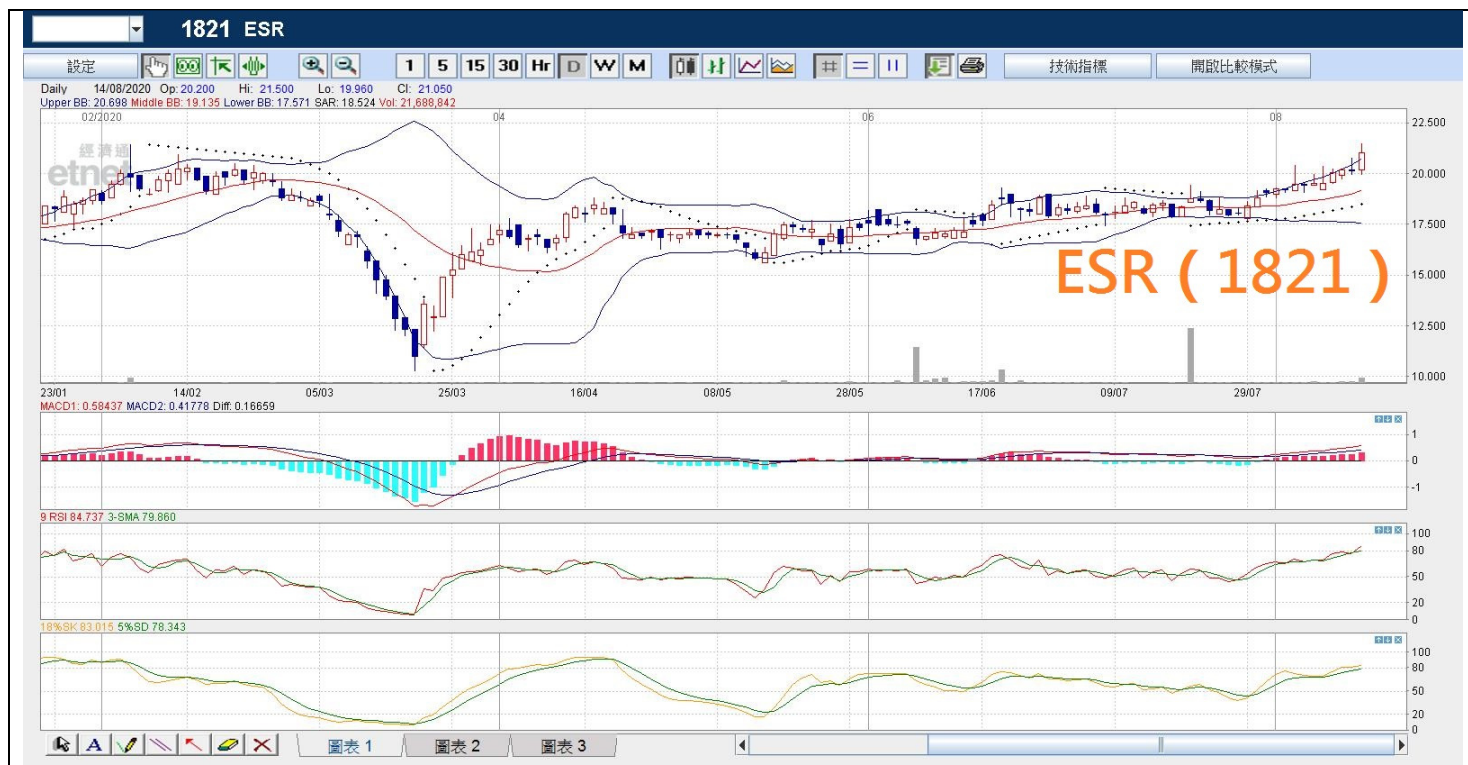 1821 ESR
設定 1 5 15 30 Hr D W M 技術指標 開啟比較模式
Daily 14/08/2020 Op: 20.200 Hi: 21.500 Lo: 19.960 Cl: 21.050
Upper BB: 20.698 Middle BB: 19.135 Lower BB: 17.571 SAR: 18.524 Vol: 21,688,842
02/2020 04 06 08
22.500
經濟通
etnet
20.000
17.500
ESR（1821）
15.000
12.500
10.000
23/01 14/02 05/03 25/03 16/04 08/05 28/05 17/06 09/07 29/07
MACD1: 0.58437 MACD2: 0.41778 Diff: 0.16659
1
0
-1
9 RSI 84.737 3-SMA 79.860
100
80
50
20
0
18%SK 83.015 5%SD 78.343
100
80
50
20
0
A 圖表 1 圖表 2 圖表 3